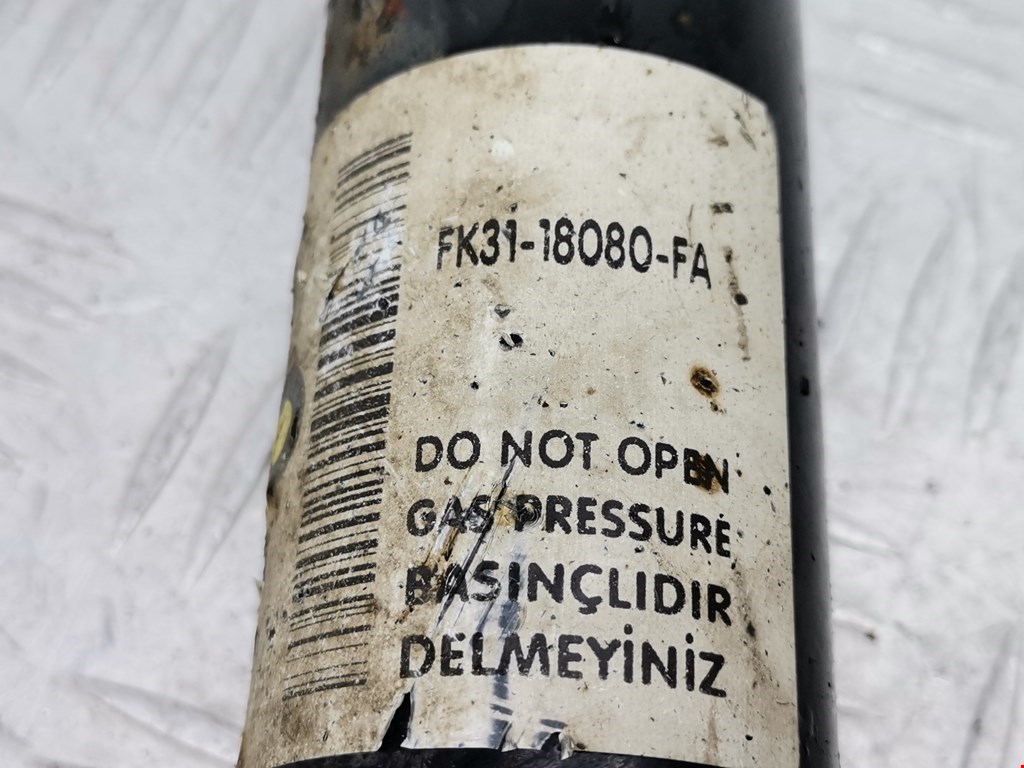 FK31-18080-FA
DO NOT OPEN
GAS PRESSURE
BASINÇLIDIR
DELMEYİNİZ